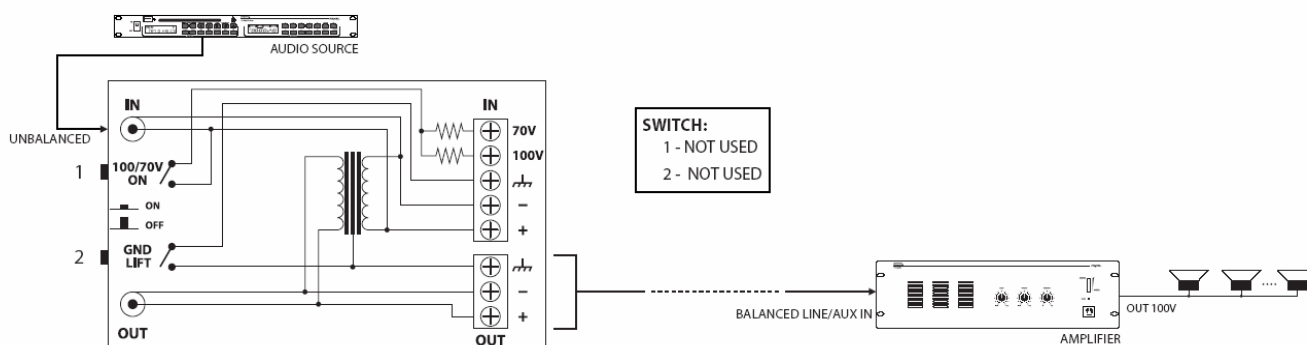 AUDIO SOURCE
UNBALANCED
IN
IN
70V
100V
1
100/70V
ON
−
ON
OFF
+
2
GND
LIFT
−
+
OUT
OUT
SWITCH:
1 - NOT USED
2 - NOT USED
BALANCED LINE/AUX IN
AMPLIFIER
OUT 100V